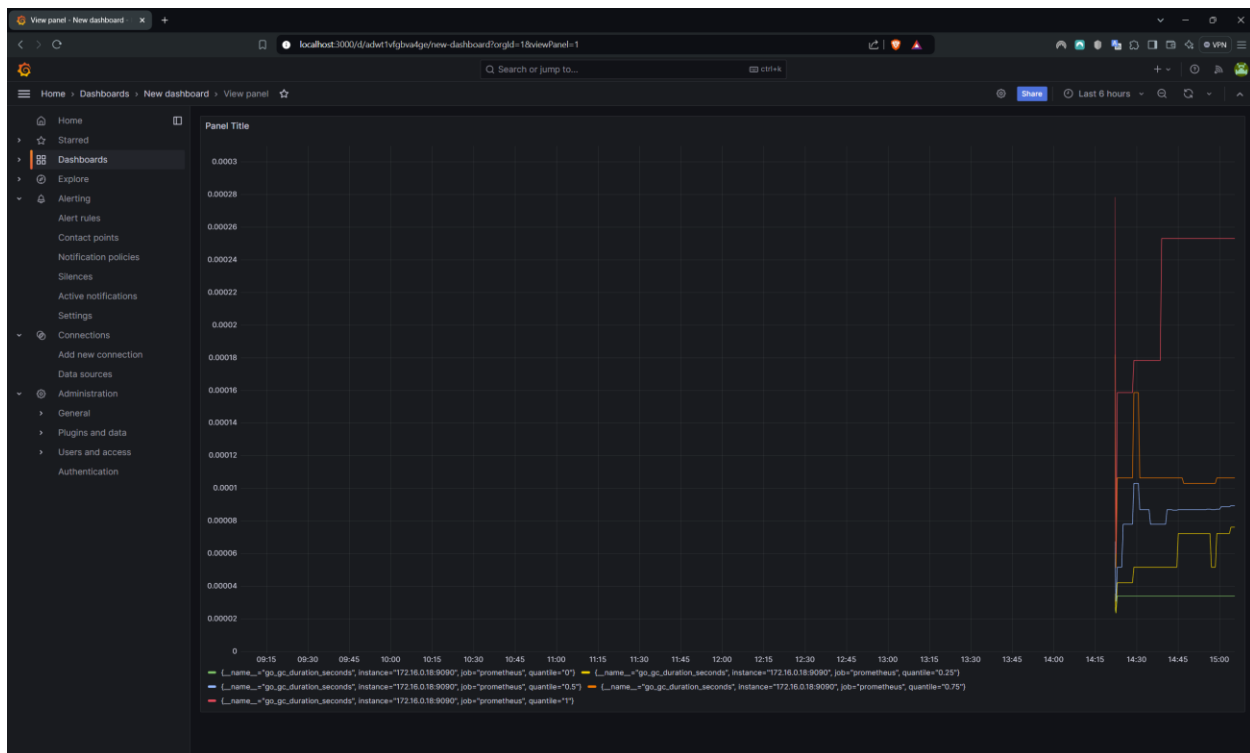 View panel - New dashboard -
localhost:3000/d/adwt1vfgbva4ge/new-dashboard?orgId=1&viewPanel=1
VPN
Search or jump to...
ctrl+k
Home › Dashboards › New dashboard › View panel
Share
Last 6 hours
Home
Starred
Dashboards
Explore
Alerting
Alert rules
Contact points
Notification policies
Silences
Active notifications
Settings
Connections
Add new connection
Data sources
Administration
General
Plugins and data
Users and access
Authentication
Panel Title
0.0003
0.00028
0.00026
0.00024
0.00022
0.0002
0.00018
0.00016
0.00014
0.00012
0.0001
0.00008
0.00006
0.00004
0.00002
0
09:15 09:30 09:45 10:00 10:15 10:30 10:45 11:00 11:15 11:30 11:45 12:00 12:15 12:30 12:45 13:00 13:15 13:30 13:45 14:00 14:15 14:30 14:45 15:00
{__name__="go_gc_duration_seconds", instance="172.16.0.18:9090", job="prometheus", quantile="0"} {__name__="go_gc_duration_seconds", instance="172.16.0.18:9090", job="prometheus", quantile="0.25"}
{__name__="go_gc_duration_seconds", instance="172.16.0.18:9090", job="prometheus", quantile="0.5"} {__name__="go_gc_duration_seconds", instance="172.16.0.18:9090", job="prometheus", quantile="0.75"}
{__name__="go_gc_duration_seconds", instance="172.16.0.18:9090", job="prometheus", quantile="1"}